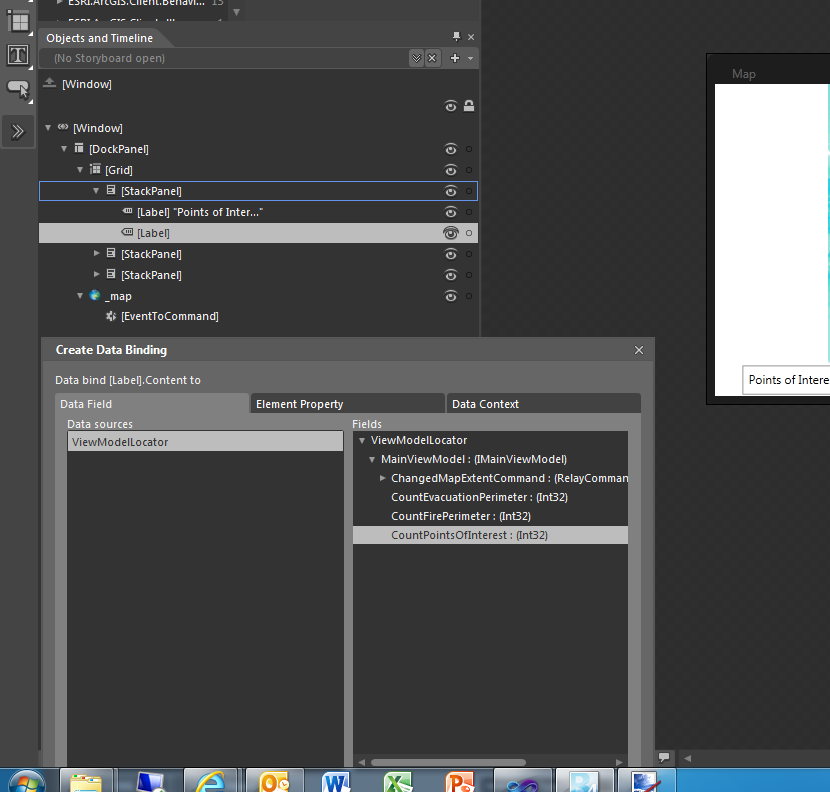 ESRI.ArcGIS.Client.Behavi... 13
Objects and Timeline
(No Storyboard open)
[Window]
[Window]
[DockPanel]
[Grid]
[StackPanel]
[Label] "Points of Inter..."
[Label]
[StackPanel]
[StackPanel]
_map
[EventToCommand]
Map
Points of Intere
Create Data Binding
Data bind [Label].Content to
Data Field
Element Property
Data Context
Data sources
Fields
ViewModelLocator
ViewModelLocator
MainViewModel : (IMainViewModel)
ChangedMapExtentCommand : (RelayComman
CountEvacuationPerimeter : (Int32)
CountFirePerimeter : (Int32)
CountPointsOfInterest : (Int32)